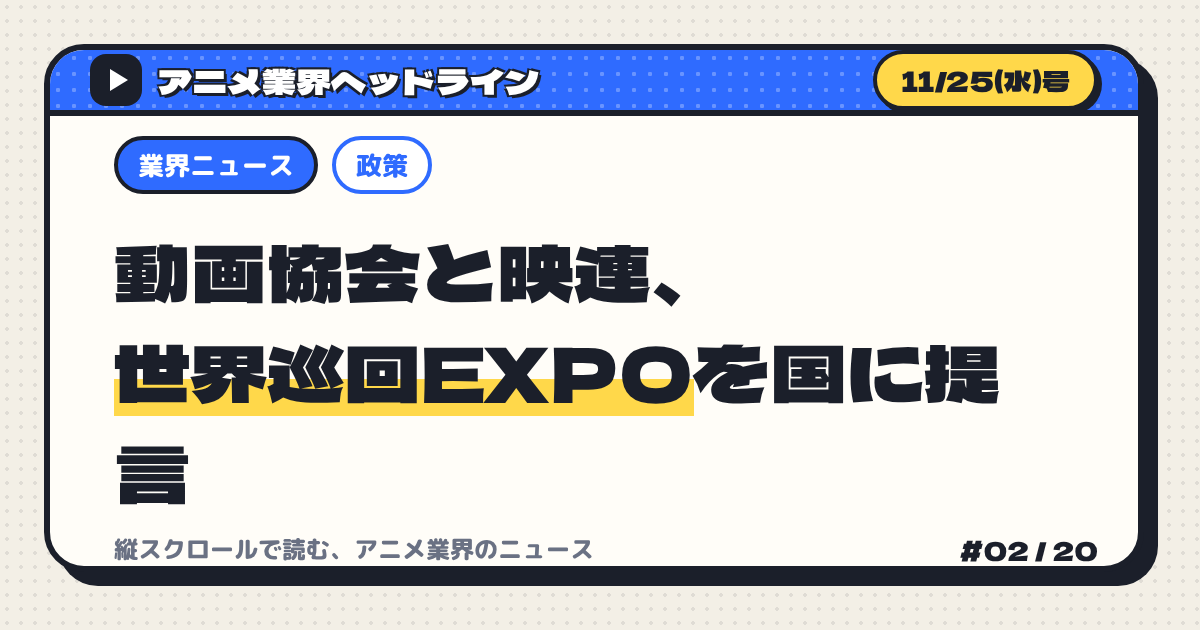 アニメ業界ヘッドライン
11/25(水)号
業界ニュース
政策
動画協会と映連、
世界巡回EXPOを国に提
言
縦スクロールで読む、アニメ業界のニュース
#02 / 20